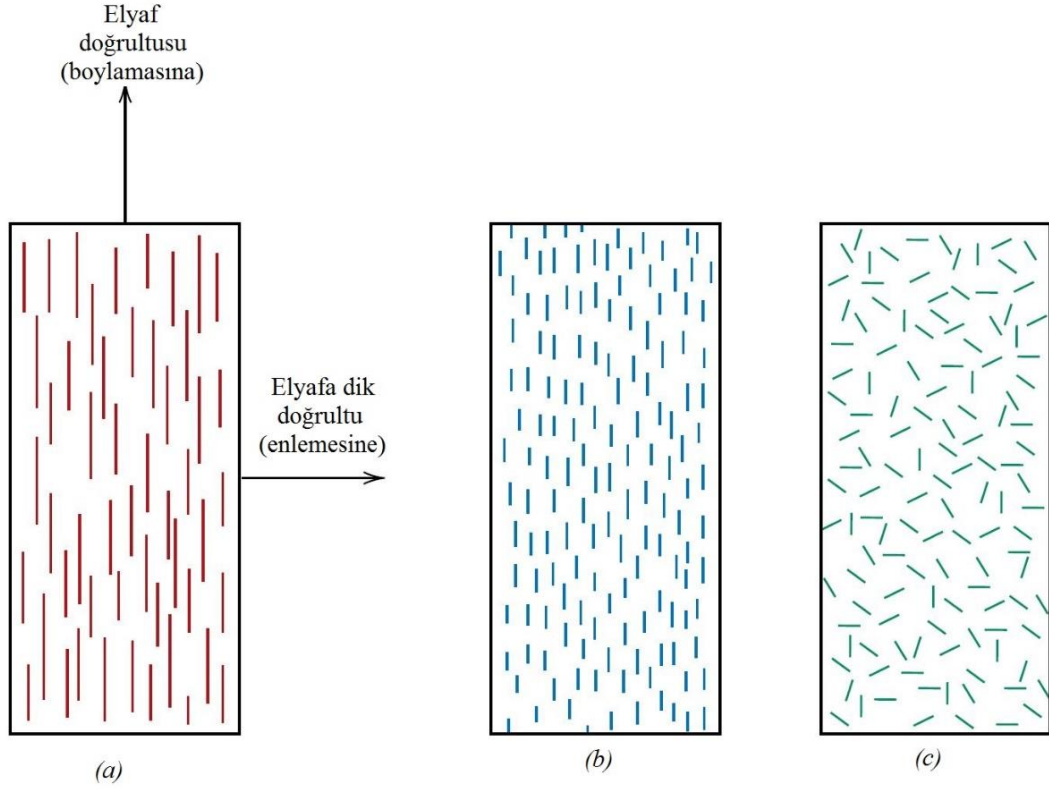 Elyaf
doğrultusu
(boylamasına)
Elyafa dik
doğrultu
(enlemesine)
(a)
(b)
(c)